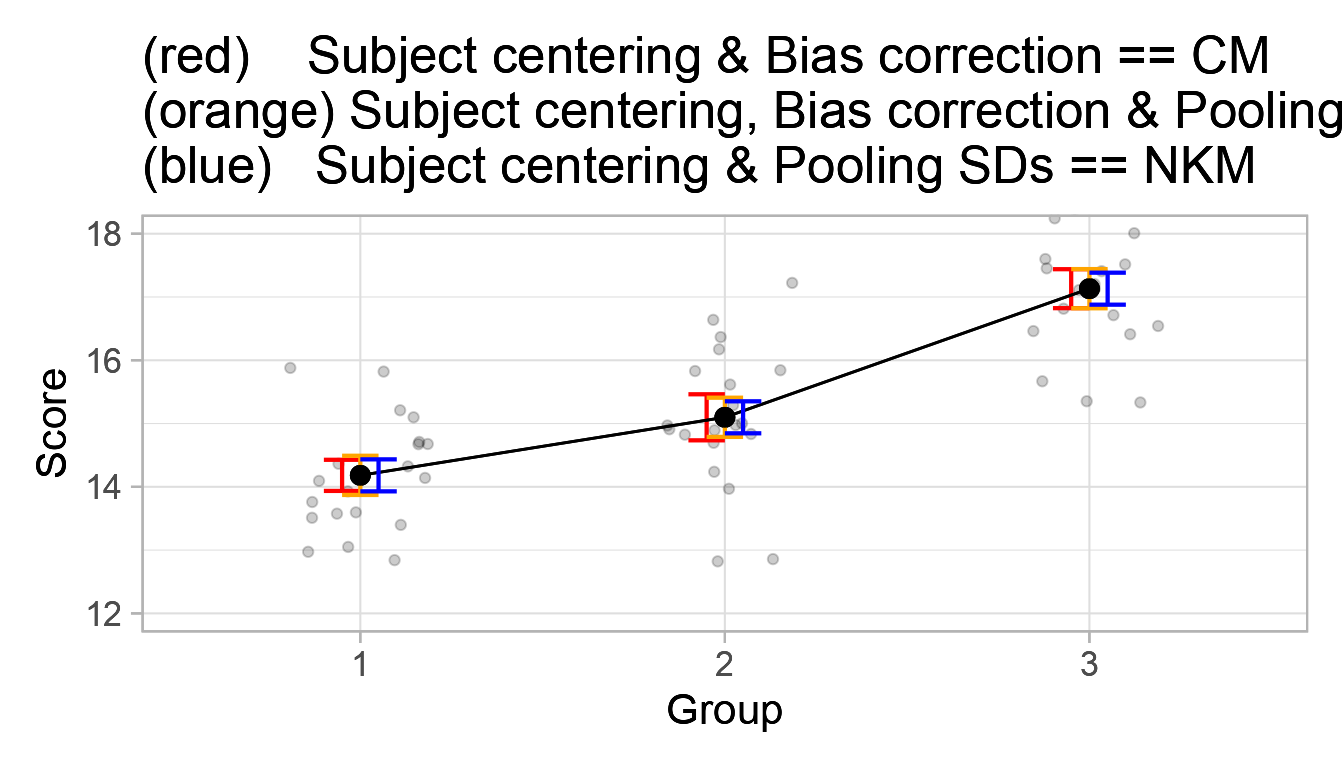 (red) Subject centering & Bias correction == CM
(orange) Subject centering, Bias correction & Pooling
(blue) Subject centering & Pooling SDs == NKM
18
16
14
12
Score
1 2 3
Group